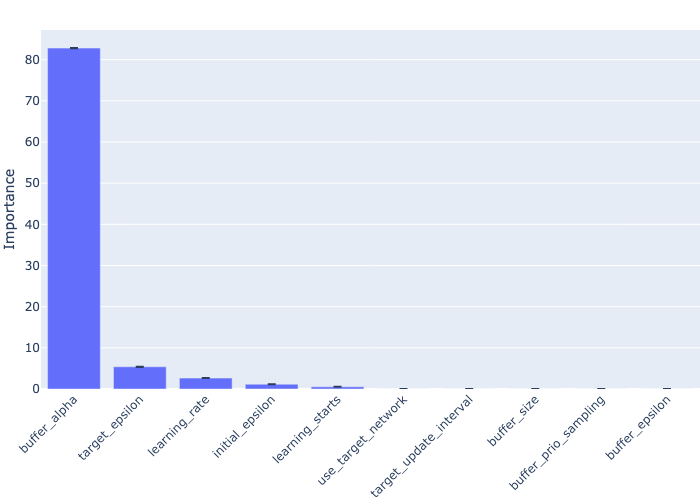 Importance
80
70
60
50
40
30
20
10
0
buffer_alpha
target_epsilon
learning_rate
initial_epsilon
learning_starts
use_target_network
target_update_interval
buffer_size
buffer_prio_sampling
buffer_epsilon